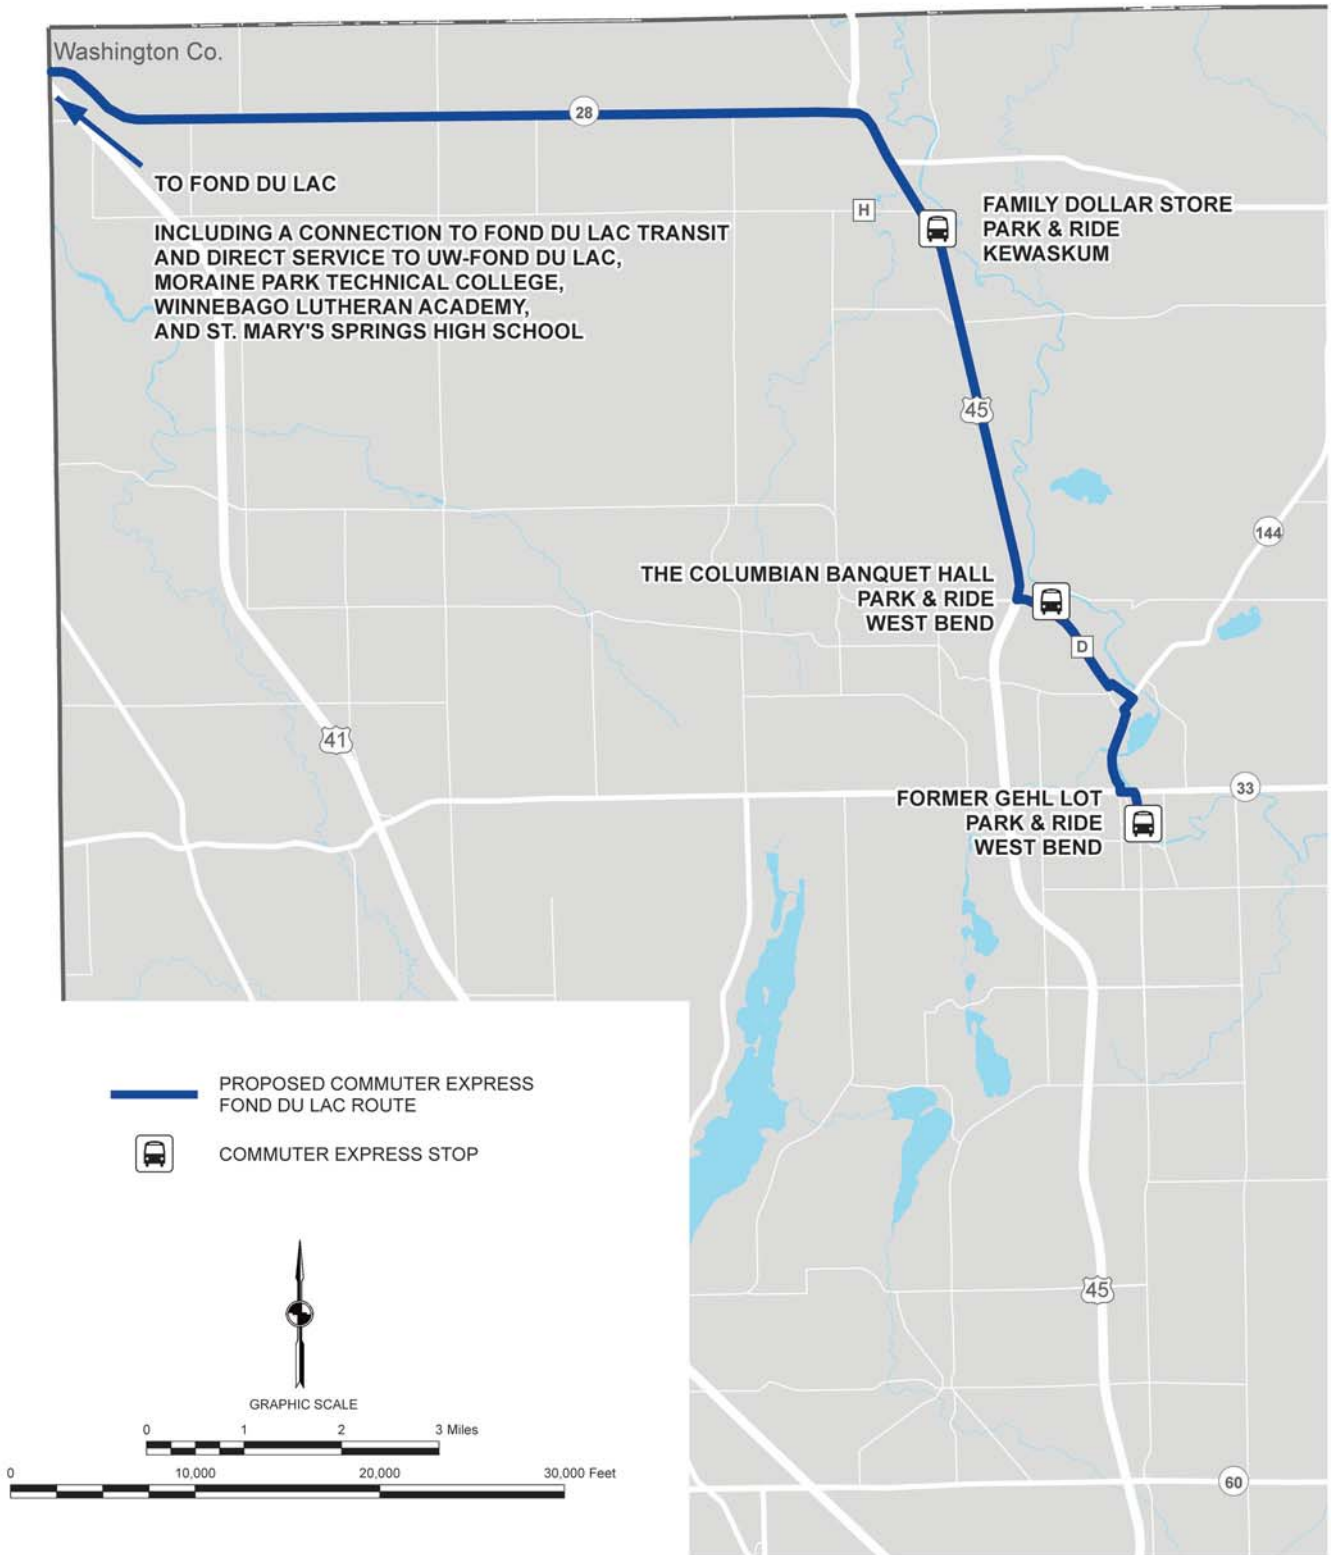 Washington Co.
28
TO FOND DU LAC
INCLUDING A CONNECTION TO FOND DU LAC TRANSIT
AND DIRECT SERVICE TO UW-FOND DU LAC,
MORAINE PARK TECHNICAL COLLEGE,
WINNEBAGO LUTHERAN ACADEMY,
AND ST. MARY'S SPRINGS HIGH SCHOOL
H
FAMILY DOLLAR STORE
PARK & RIDE
KEWASKUM
45
144
THE COLUMBIAN BANQUET HALL
PARK & RIDE
WEST BEND
D
41
33
FORMER GEHL LOT
PARK & RIDE
WEST BEND
PROPOSED COMMUTER EXPRESS
FOND DU LAC ROUTE
COMMUTER EXPRESS STOP
45
GRAPHIC SCALE
0 1 2 3 Miles
0 10,000 20,000 30,000 Feet
60